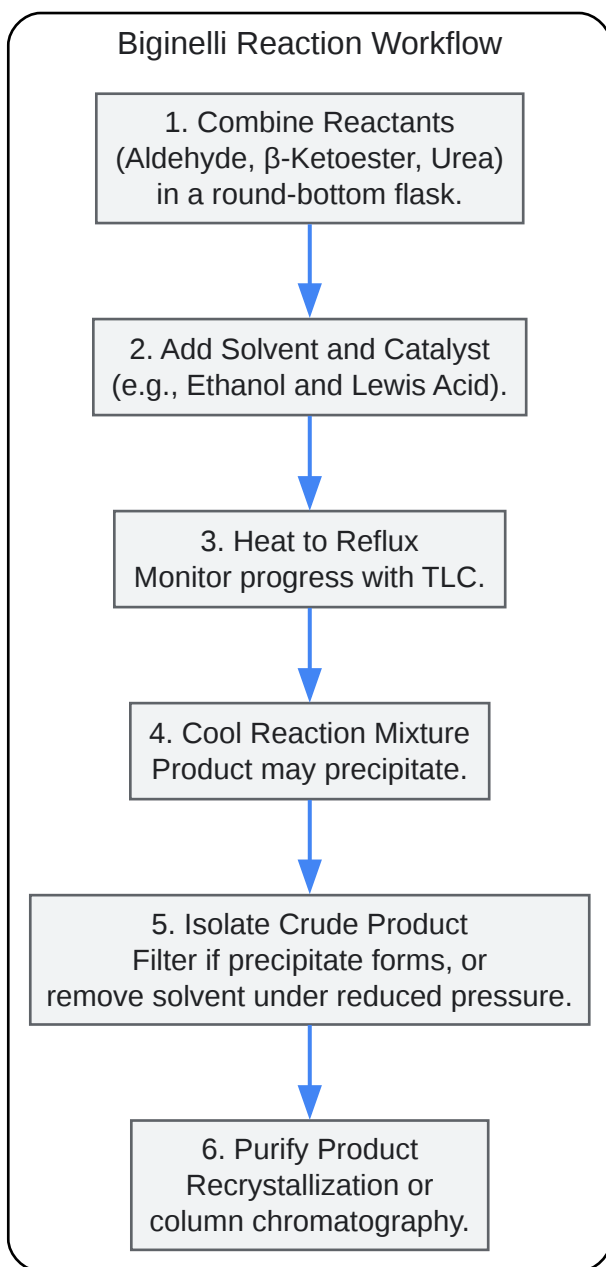 Biginelli Reaction Workflow
1. Combine Reactants
(Aldehyde, β-Ketoester, Urea)
in a round-bottom flask.
2. Add Solvent and Catalyst
(e.g., Ethanol and Lewis Acid).
3. Heat to Reflux
Monitor progress with TLC.
4. Cool Reaction Mixture
Product may precipitate.
5. Isolate Crude Product
Filter if precipitate forms, or
remove solvent under reduced pressure.
6. Purify Product
Recrystallization or
column chromatography.